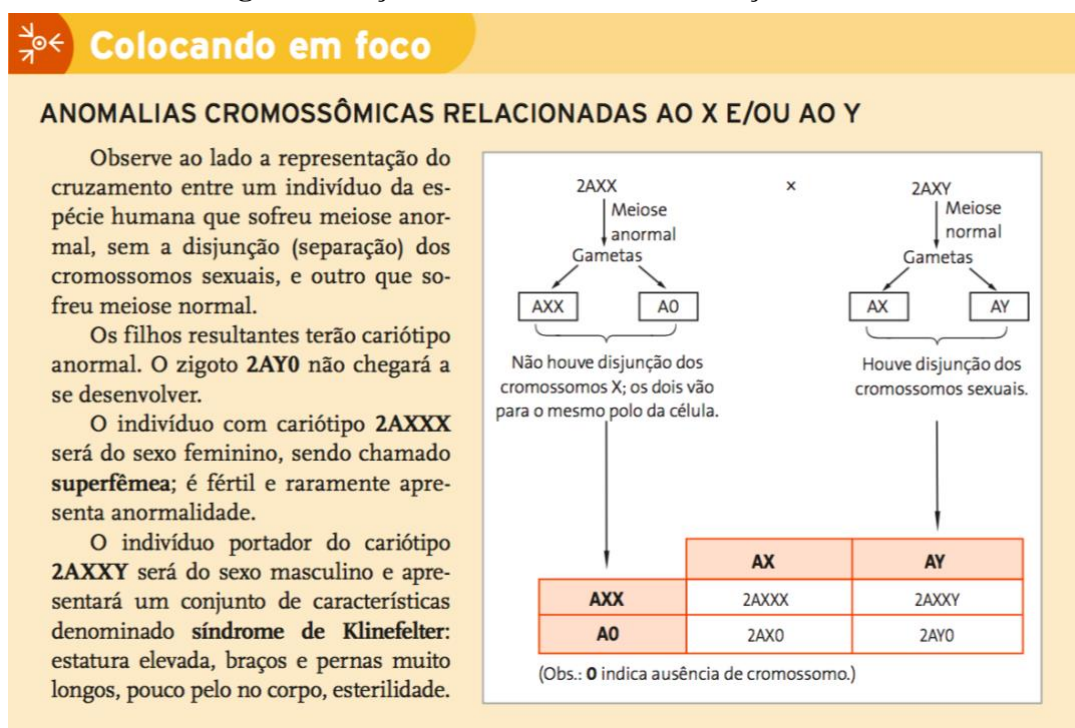 Colocando em foco
ANOMALIAS CROMOSSÔMICAS RELACIONADAS AO X E/OU AO Y
Observe ao lado a representação do
cruzamento entre um indivíduo da es-
pécie humana que sofreu meiose anor-
mal, sem a disjunção (separação) dos
cromossomos sexuais, e outro que so-
freu meiose normal.
Os filhos resultantes terão cariótipo
anormal. O zigoto 2AY0 não chegará a
se desenvolver.
O indivíduo com cariótipo 2AXXX
será do sexo feminino, sendo chamado
superfêmea; é fértil e raramente apre-
senta anormalidade.
O indivíduo portador do cariótipo
2AXXY será do sexo masculino e apre-
sentará um conjunto de características
denominado síndrome de Klinefelter:
estatura elevada, braços e pernas muito
longos, pouco pelo no corpo, esterilidade.
2AXX x 2AXY
Meiose
anormal
Meiose
normal
Gametas
Gametas
AXX A0
AX AY
Não houve disjunção dos
cromossomos X; os dois vão
para o mesmo polo da célula.
Houve disjunção dos
cromossomos sexuais.
AX AY
AXX 2AXXX 2AXXY
A0 2AX0 2AY0
(Obs.: 0 indica ausência de cromossomo.)